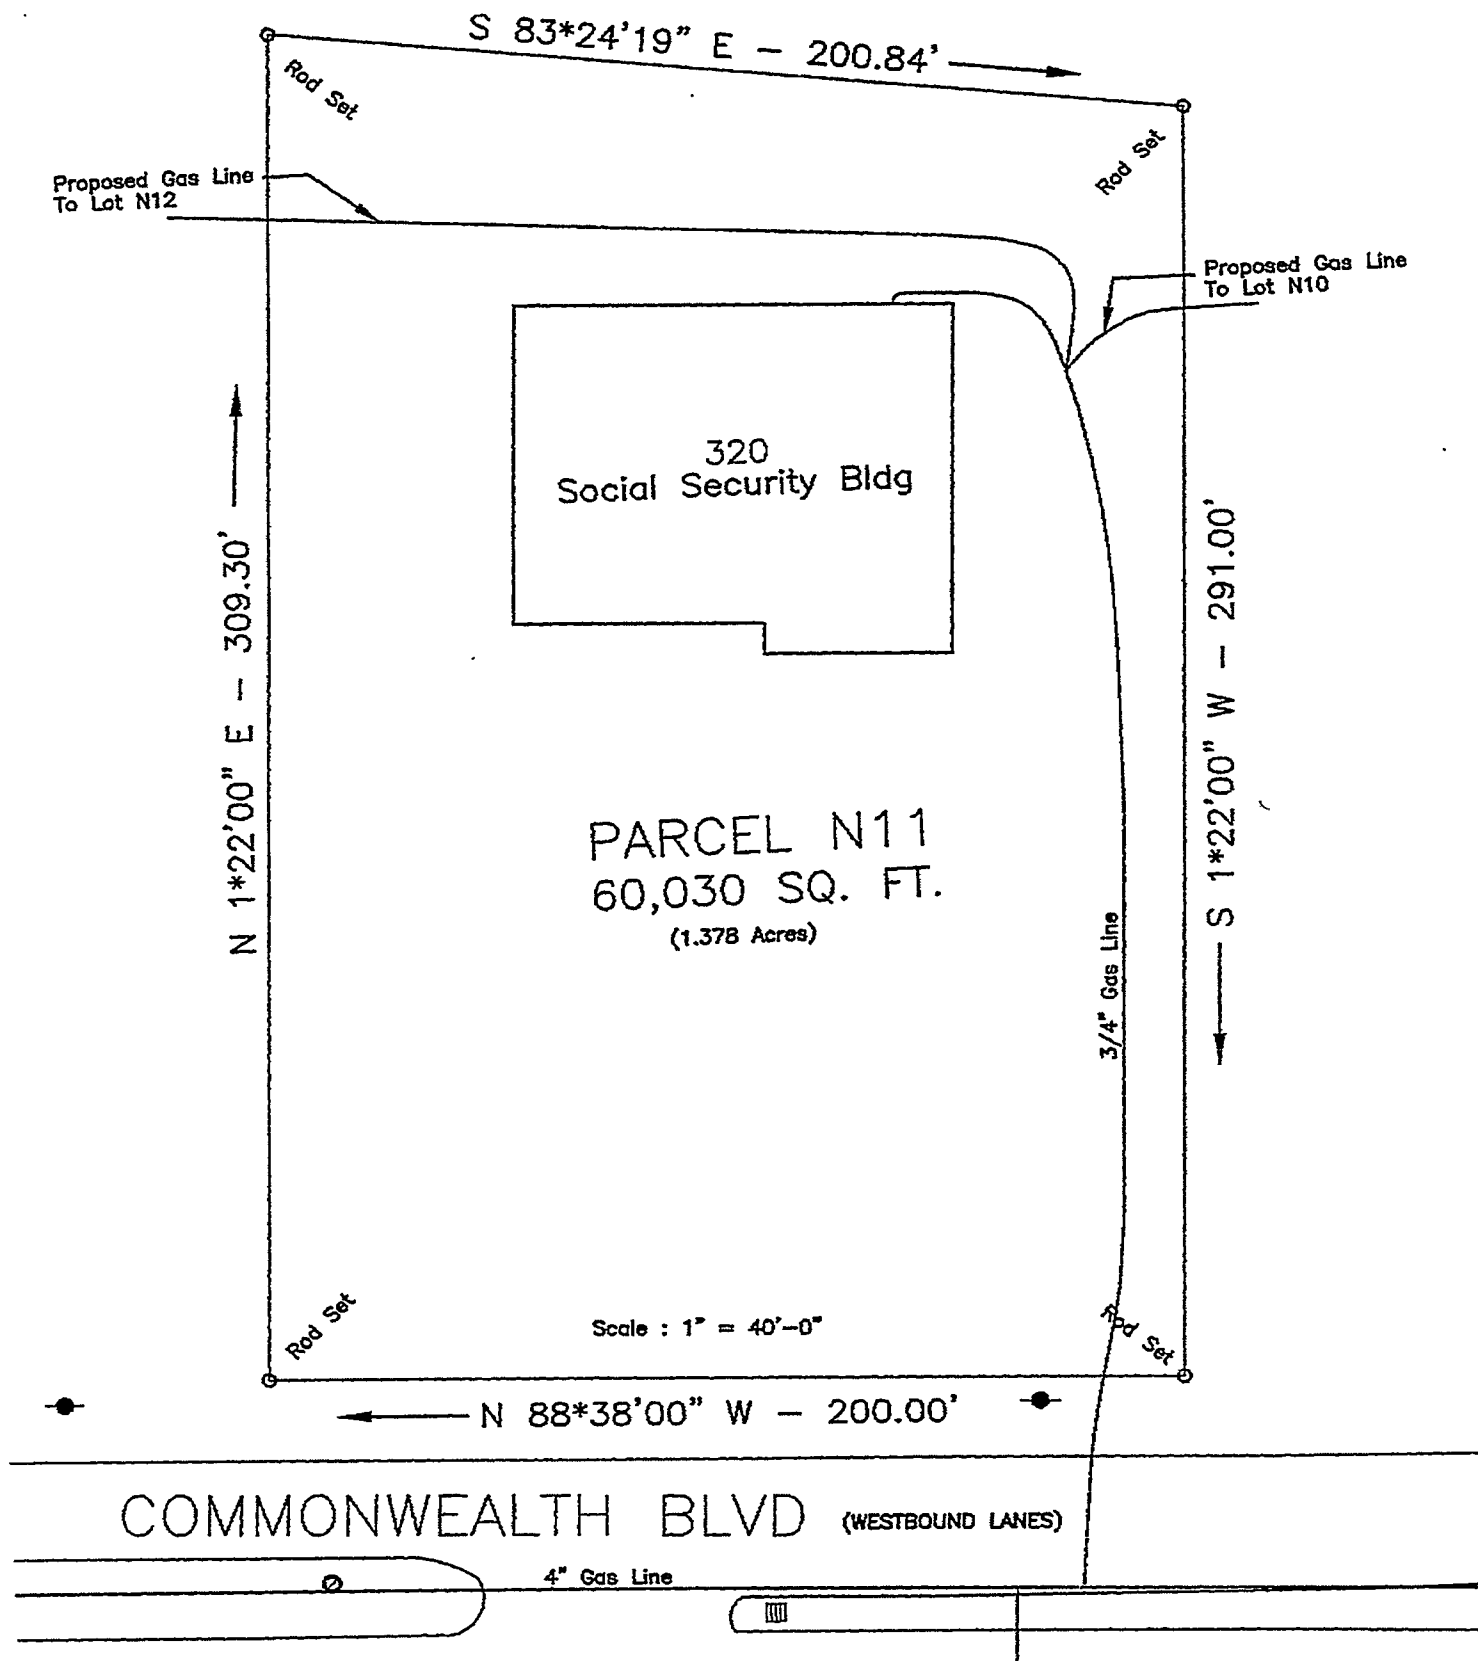 S 83*24'19" E - 200.84'
Rod Set
Rod Set
Proposed Gas Line
To Lot N12
Proposed Gas Line
To Lot N10
320
Social Security Bldg
N 1*22'00" E - 309.30'
S 1*22'00" W - 291.00'
PARCEL N11
60,030 SQ. FT.
(1.378 Acres)
3/4" Gas Line
Rod Set
Scale : 1" = 40'-0"
Rod Set
N 88*38'00" W - 200.00'
COMMONWEALTH BLVD (WESTBOUND LANES)
4" Gas Line